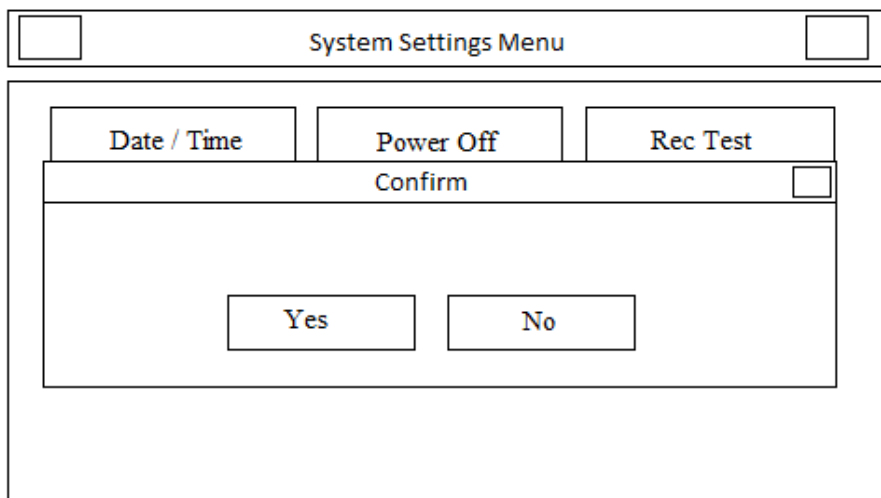 System Settings Menu
Date / Time Power Off Rec Test
Confirm
Yes No